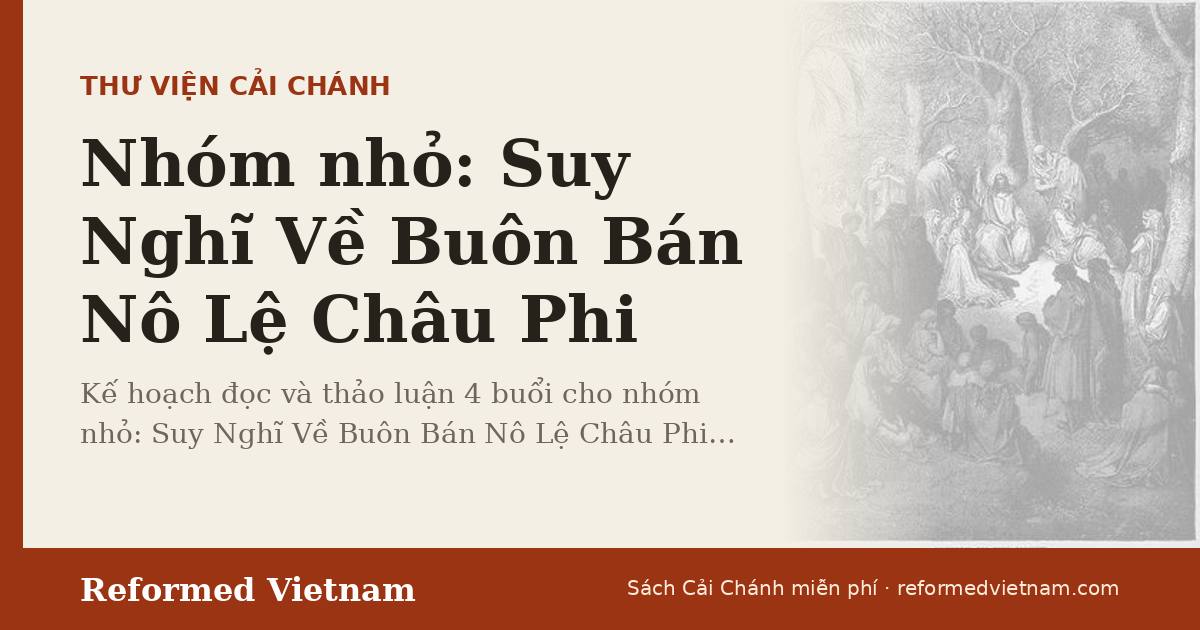 THƯ VIỆN CẢI CHÁNH
Nhóm nhỏ: Suy
Nghĩ Về Buôn Bán
Nô Lệ Châu Phi
Kế hoạch đọc và thảo luận 4 buổi cho nhóm
nhỏ: Suy Nghĩ Về Buôn Bán Nô Lệ Châu Phi…
Reformed Vietnam
Sách Cải Chánh miễn phí · reformedvietnam.com